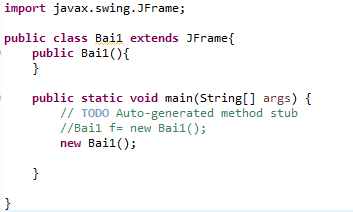 import javax.swing.JFrame;
public class Bai1 extends JFrame{
public Bai1(){
}
public static void main(String[] args) {
// TODO Auto-generated method stub
//Bai1 f= new Bai1();
new Bai1();
}
}